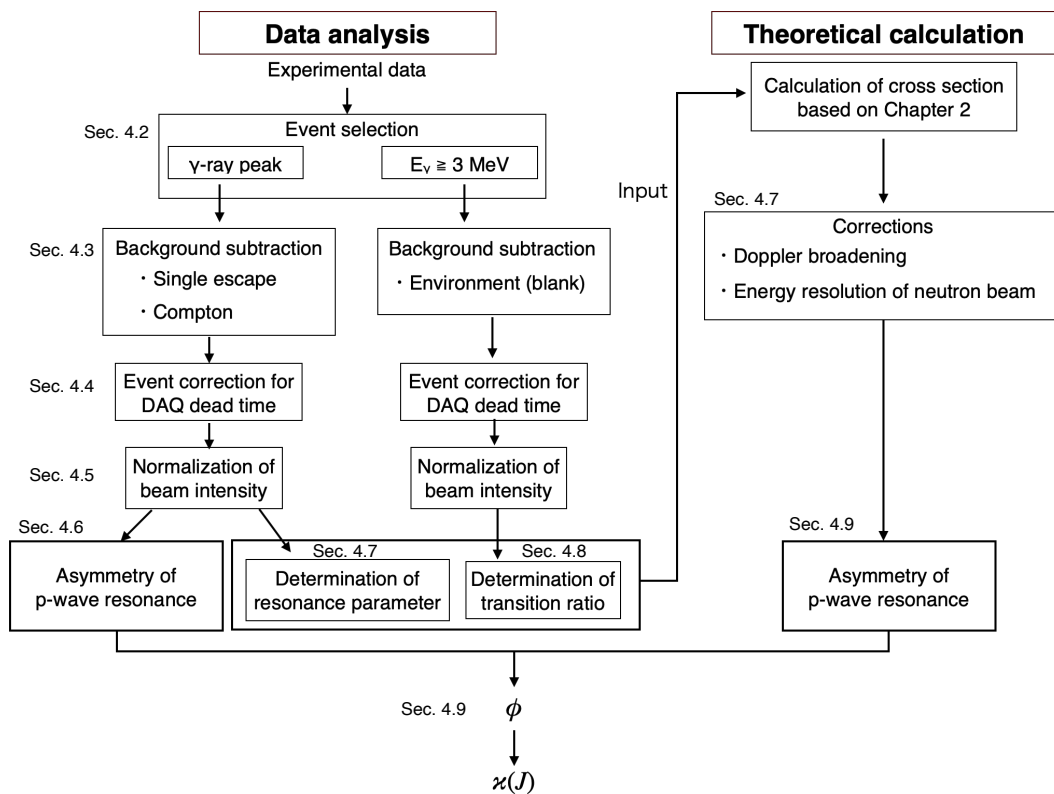 Data analysis
Experimental data
Sec. 4.2
Event selection
γ-ray peak
Eγ ≧ 3 MeV
Sec. 4.3
Background subtraction
・Single escape
・Compton
Background subtraction
・Environment (blank)
Sec. 4.4
Event correction for
DAQ dead time
Event correction for
DAQ dead time
Sec. 4.5
Normalization of
beam intensity
Normalization of
beam intensity
Sec. 4.6
Asymmetry of
p-wave resonance
Sec. 4.7
Determination of
resonance parameter
Sec. 4.8
Determination of
transition ratio
Input
Theoretical calculation
Calculation of cross section
based on Chapter 2
Sec. 4.7
Corrections
・Doppler broadening
・Energy resolution of neutron beam
Sec. 4.9
Asymmetry of
p-wave resonance
Sec. 4.9
ϕ
ϰ(J)